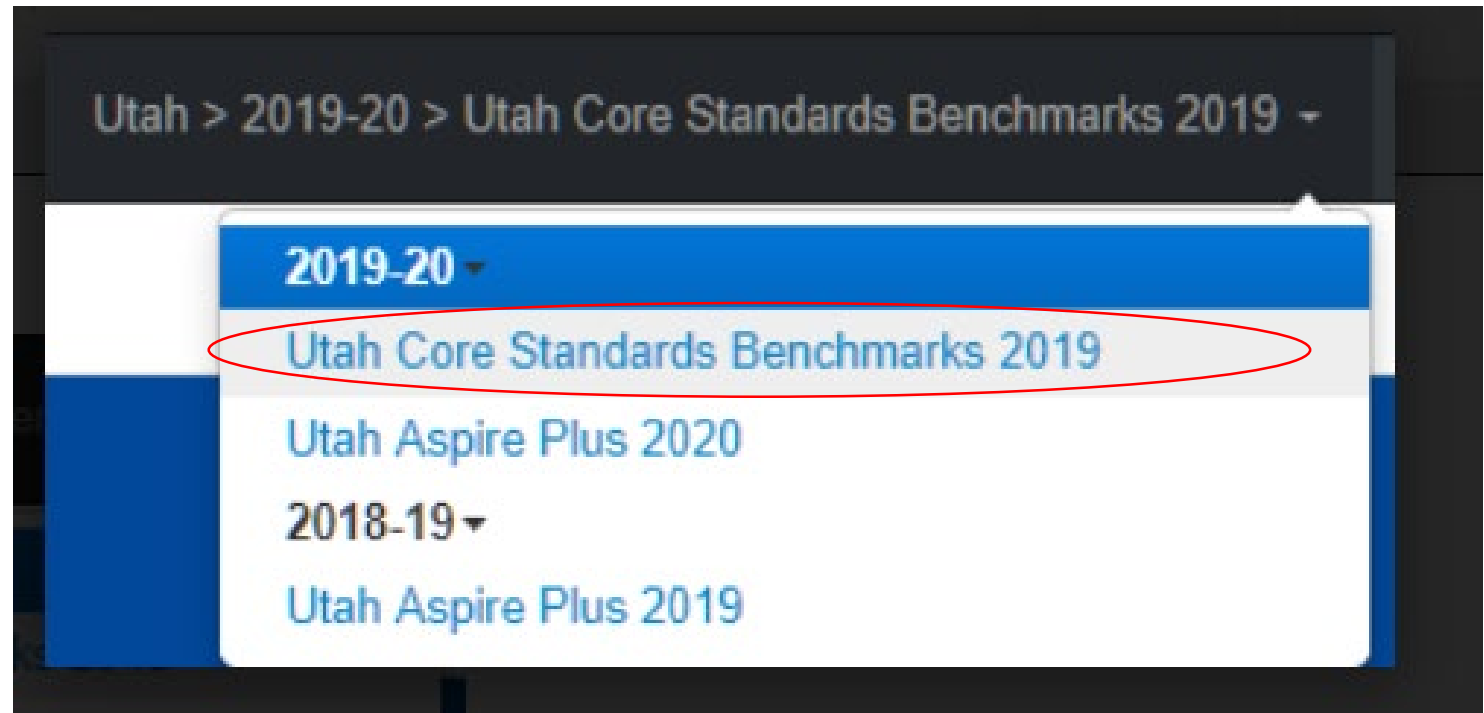 Utah > 2019-20 > Utah Core Standards Benchmarks 2019
2019-20
Utah Core Standards Benchmarks 2019
Utah Aspire Plus 2020
2018-19
Utah Aspire Plus 2019